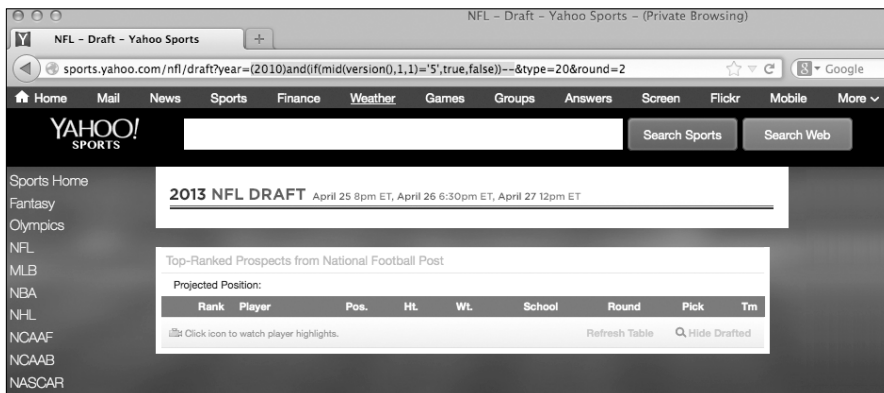 NFL – Draft – Yahoo Sports – (Private Browsing)
NFL – Draft – Yahoo Sports
sports.yahoo.com/nfl/draft?year=(2010)and(if(mid(version(),1,1)='5',true,false))--&type=20&round=2
Google
Home Mail News Sports Finance Weather Games Groups Answers Screen Flickr Mobile More
YAHOO!
SPORTS
Search Sports Search Web
Sports Home
Fantasy
Olympics
NFL
MLB
NBA
NHL
NCAAF
NCAAB
NASCAR
2013 NFL DRAFT April 25 8pm ET, April 26 6:30pm ET, April 27 12pm ET
Top-Ranked Prospects from National Football Post
Projected Position:
Rank Player Pos. Ht. Wt. School Round Pick Tm
Click icon to watch player highlights. Refresh Table Hide Drafted